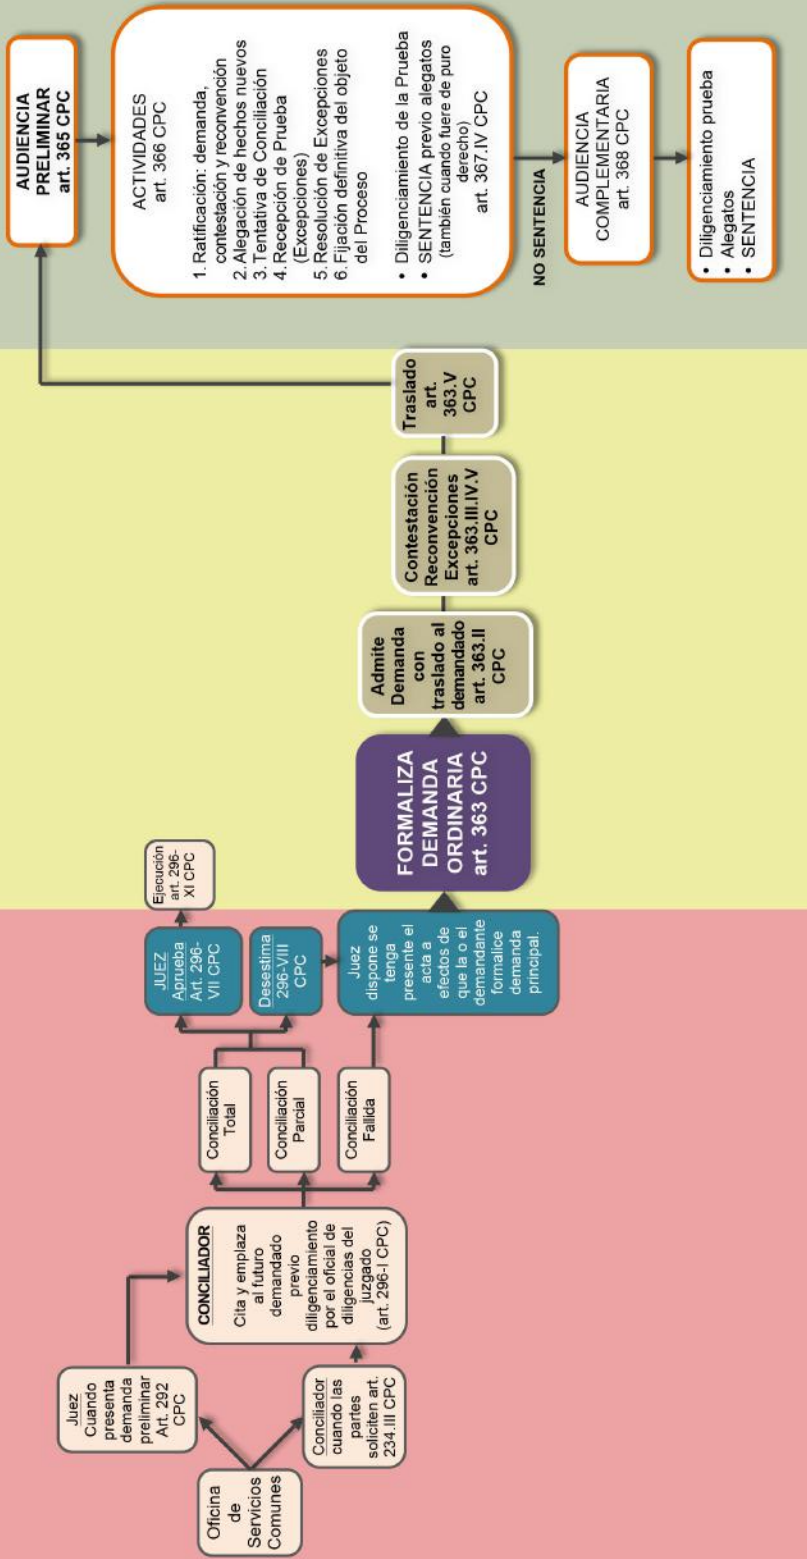 Oficina
de
Servicios
Comunes
Juez
Cuando
presenta
demanda
preliminar
Art. 292
CPC
Conciliador
cuando las
partes
soliciten art.
234.III CPC
CONCILIADOR
Cita y emplaza
al futuro
demandado
previo
diligenciamiento
por el oficial de
diligencias del
juzgado
(art. 296-I CPC)
Conciliación
Total
Conciliación
Parcial
Conciliación
Fallida
JUEZ
Aprueba
Art. 296-
VII CPC
Ejecución
art. 296-
XI CPC
Desestima
296-VIII
CPC
Juez
dispone se
tenga
presente el
acta a
efectos de
que la o el
demandante
formalice
demanda
principal.
FORMALIZA
DEMANDA
ORDINARIA
art. 363 CPC
Admite
Demanda
con
traslado al
demandado
art. 363.II
CPC
Contestación
Reconvención
Excepciones
art. 363.III.IV.V
CPC
Traslado
art.
363.V
CPC
AUDIENCIA
PRELIMINAR
art. 365 CPC
ACTIVIDADES
art. 366 CPC
1. Ratificación: demanda,
contestación y reconvención
2. Alegación de hechos nuevos
3. Tentativa de Conciliación
4. Recepción de Prueba
(Excepciones)
5. Resolución de Excepciones
6. Fijación definitiva del objeto
del Proceso
• Diligenciamiento de la Prueba
• SENTENCIA previo alegatos
(también cuando fuere de puro
derecho)
art. 367.IV CPC
NO SENTENCIA
AUDIENCIA
COMPLEMENTARIA
art. 368 CPC
• Diligenciamiento prueba
• Alegatos
• SENTENCIA